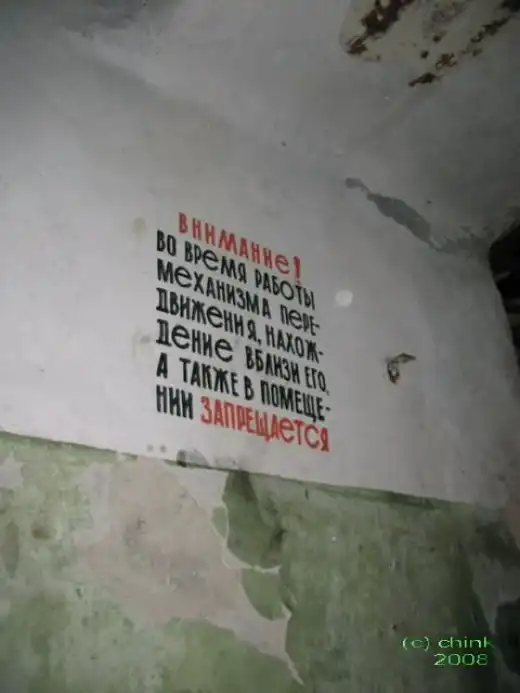 ВНИМАНИЕ!
ВО ВРЕМЯ РАБОТЫ
МЕХАНИЗМА ПЕРЕ-
ДВИЖЕНИЯ, НАХОЖ-
ДЕНИЕ ВБЛИЗИ ЕГО,
А ТАКЖЕ В ПОМЕЩЕ-
НИИ ЗАПРЕЩАЕТСЯ
(c) chink
2008